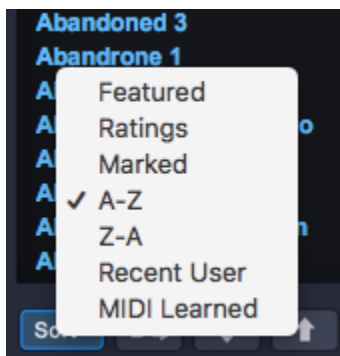 Abandoned 3
Abandrone 1
Featured
Ratings
Marked
A-Z
Z-A
Recent User
MIDI Learned